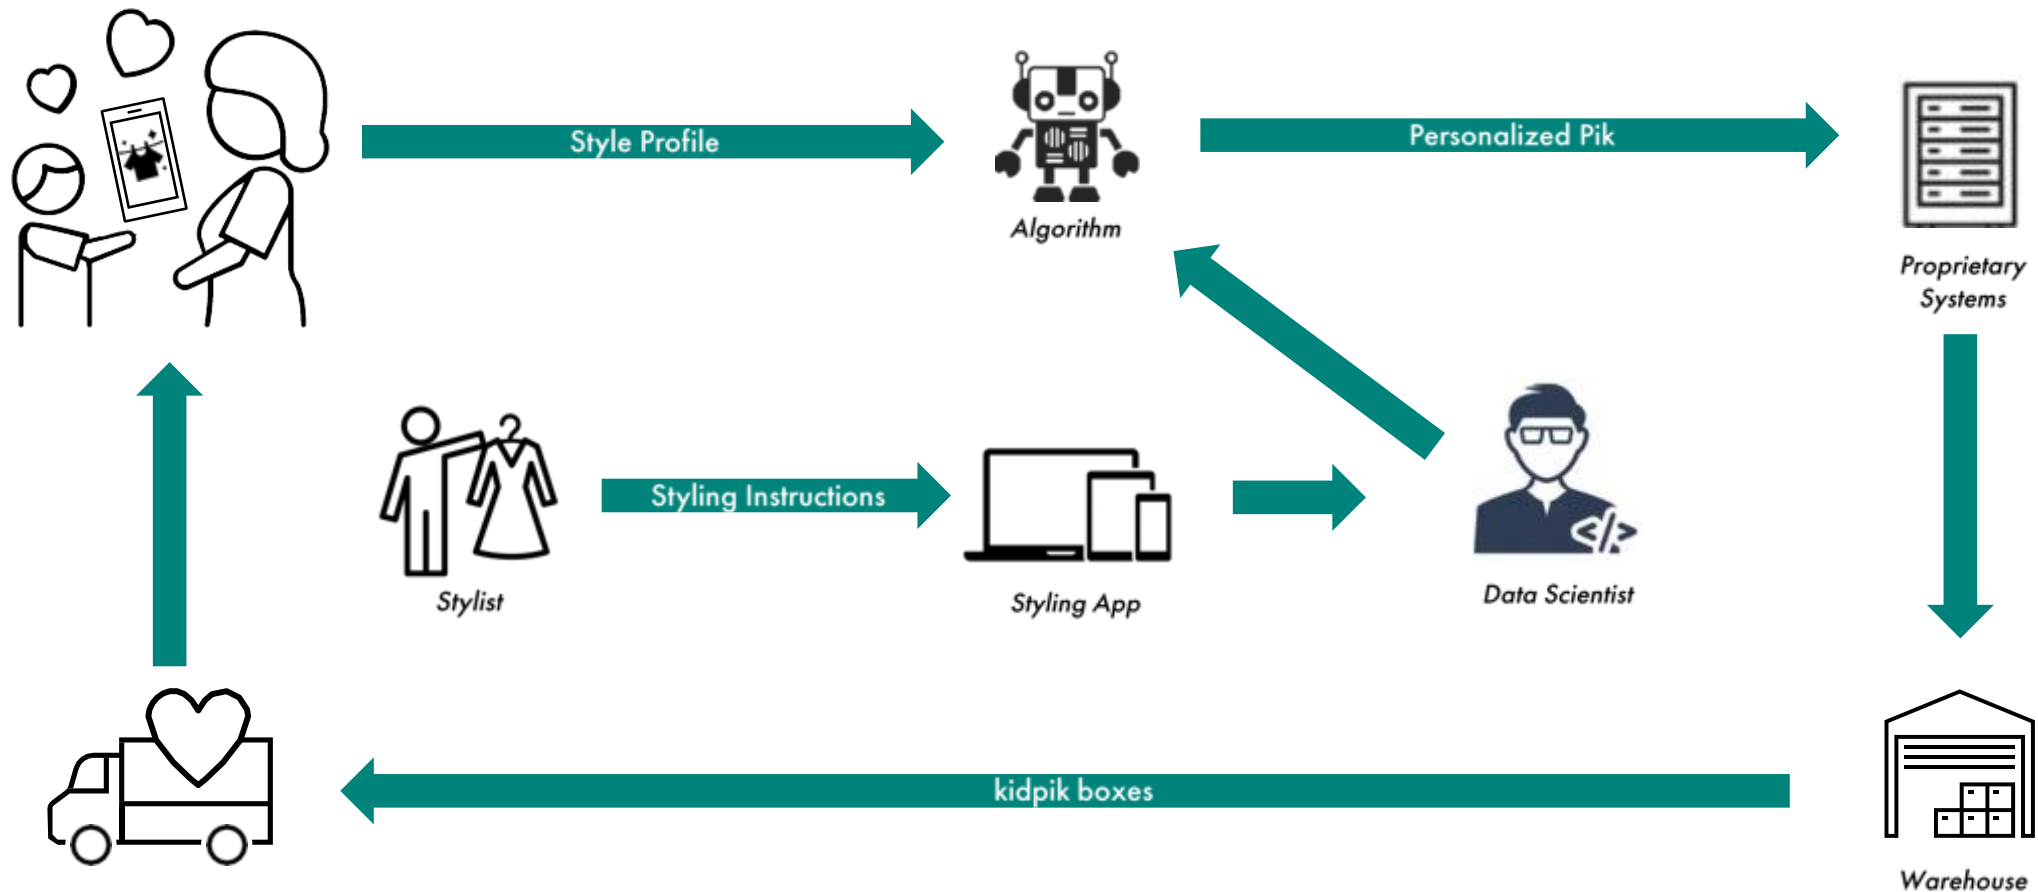 Style Profile
Personalized Pik
Algorithm
Proprietary
Systems
Styling Instructions
</>
Stylist
Styling App
Data Scientist
kidpik boxes
Warehouse